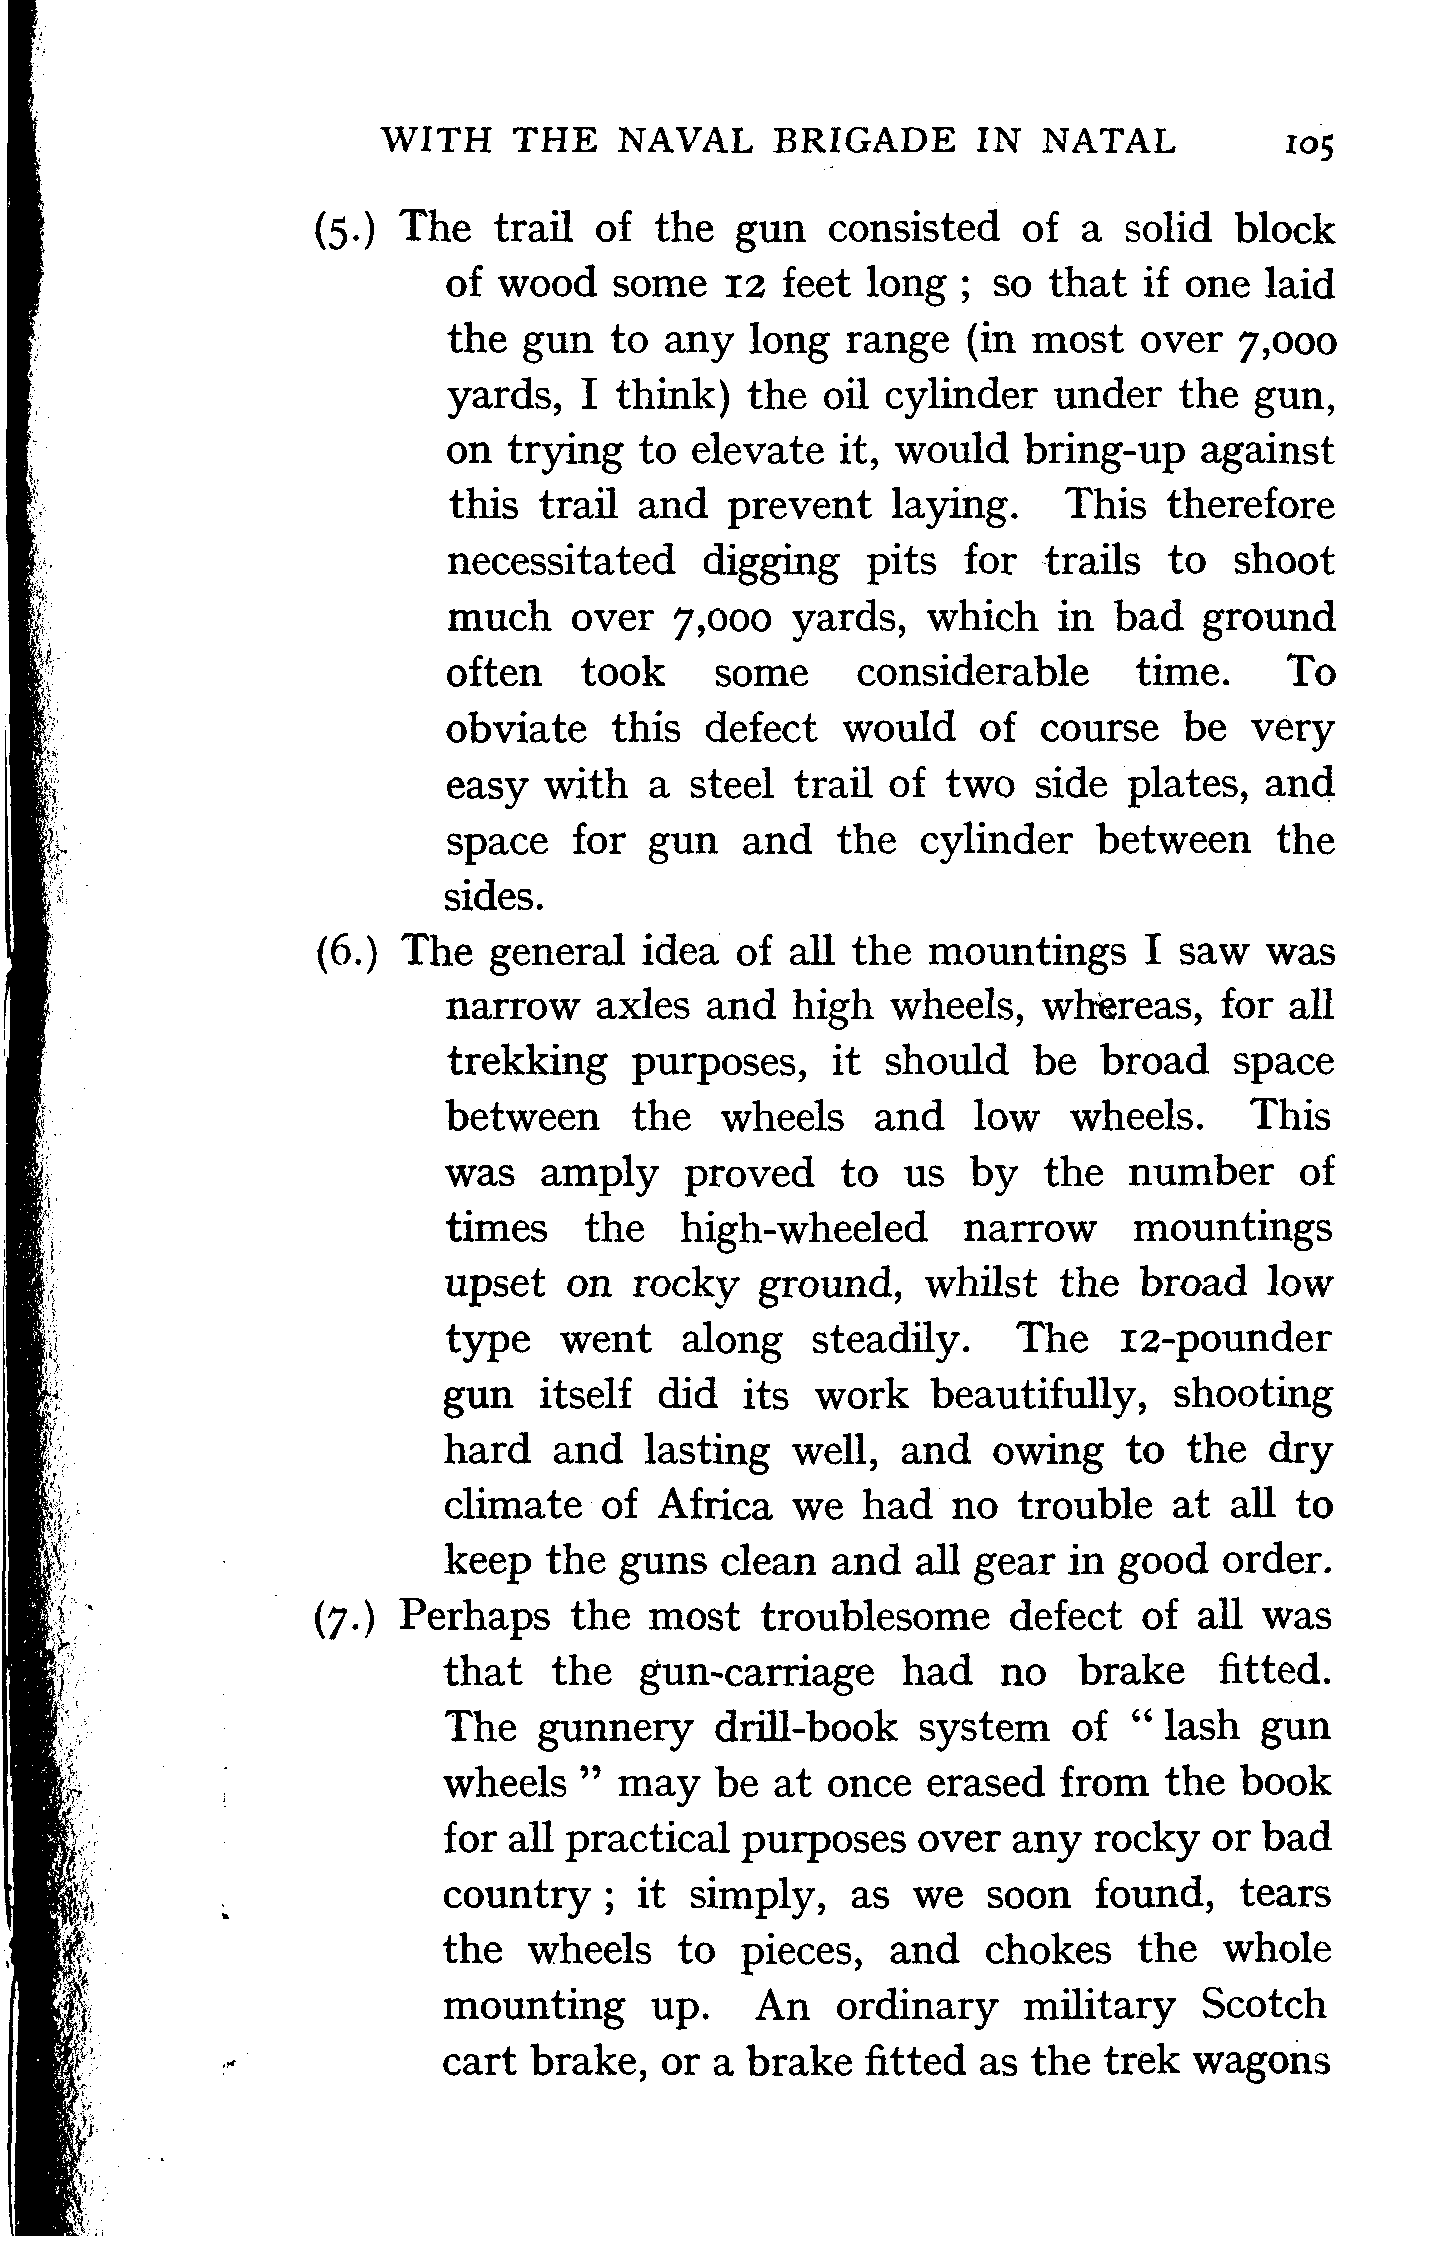 WITH THE NAVAL BRIGADE IN NATAL 105
(5.) The trail of the gun consisted of a solid block
of wood some 12 feet long ; so that if one laid
the gun to any long range (in most over 7,000
yards, I think) the oil cylinder under the gun,
on trying to elevate it, would bring-up against
this trail and prevent laying. This therefore
necessitated digging pits for trails to shoot
much over 7,000 yards, which in bad ground
often took some considerable time. To
obviate this defect would of course be very
easy with a steel trail of two side plates, and
space for gun and the cylinder between the
sides.
(6.) The general idea of all the mountings I saw was
narrow axles and high wheels, whereas, for all
trekking purposes, it should be broad space
between the wheels and low wheels. This
was amply proved to us by the number of
times the high-wheeled narrow mountings
upset on rocky ground, whilst the broad low
type went along steadily. The 12-pounder
gun itself did its work beautifully, shooting
hard and lasting well, and owing to the dry
climate of Africa we had no trouble at all to
keep the guns clean and all gear in good order.
(7.) Perhaps the most troublesome defect of all was
that the gun-carriage had no brake fitted.
The gunnery drill-book system of “ lash gun
wheels ” may be at once erased from the book
for all practical purposes over any rocky or bad
country ; it simply, as we soon found, tears
the wheels to pieces, and chokes the whole
mounting up. An ordinary military Scotch
cart brake, or a brake fitted as the trek wagons